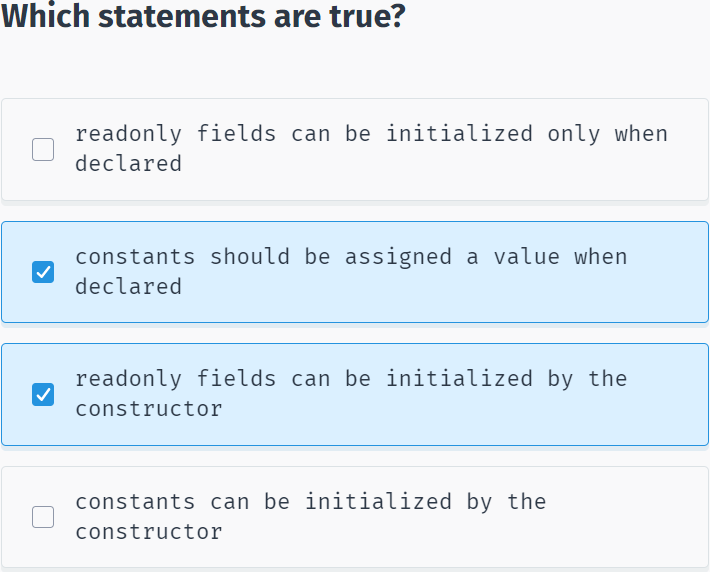 Which statements are true?
readonly fields can be initialized only when
declared
constants should be assigned a value when
declared
readonly fields can be initialized by the
constructor
constants can be initialized by the
constructor